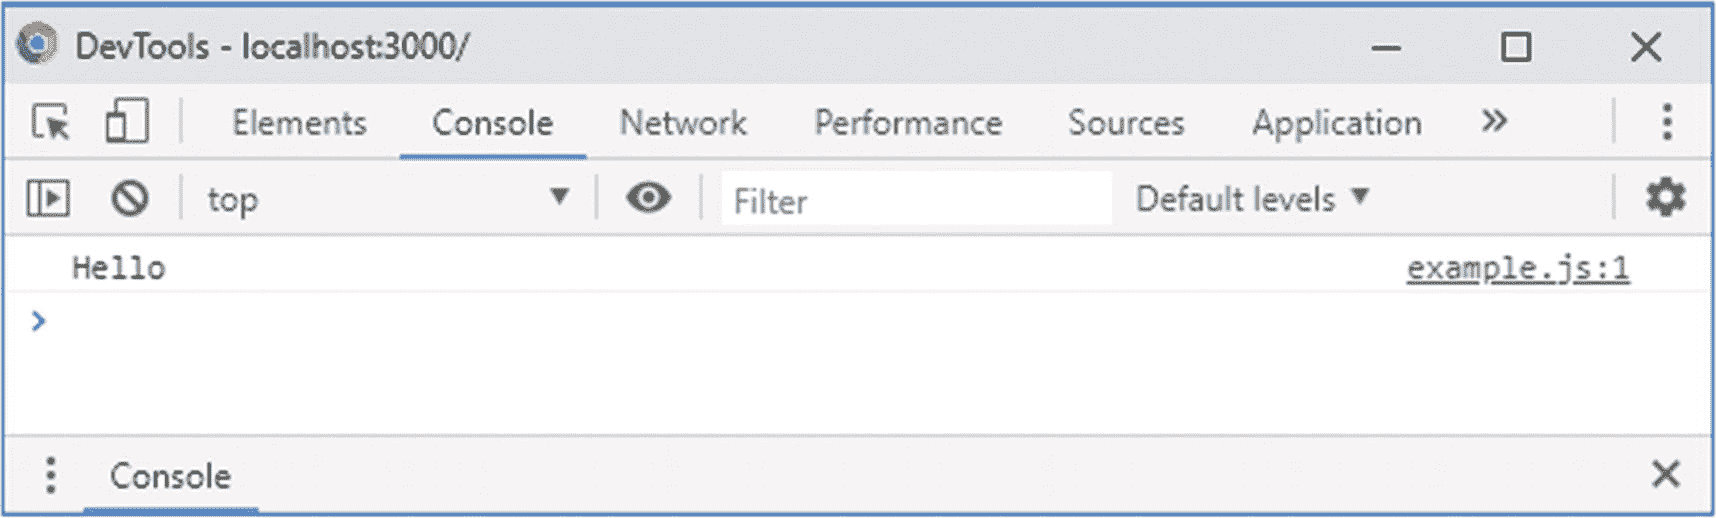 DevTools - localhost:3000/
Elements Console Network Performance Sources Application »
top Filter Default levels
Hello example.js:1
Console